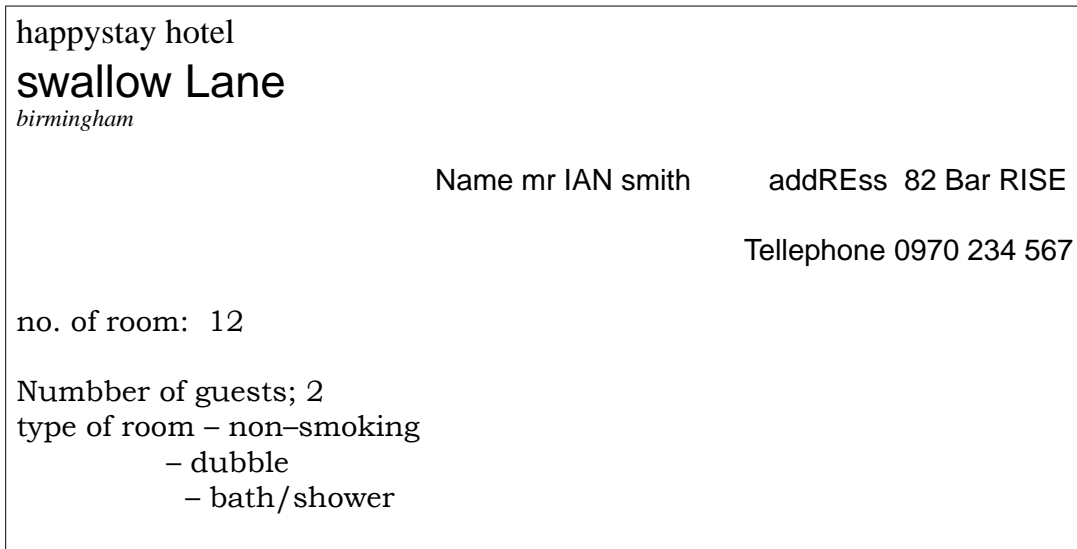 happystay hotel
swallow Lane
birmingham
Name mr IAN smith addREss 82 Bar RISE
Tellephone 0970 234 567
no. of room: 12
Numbber of guests; 2
type of room – non–smoking
– dubble
– bath/shower